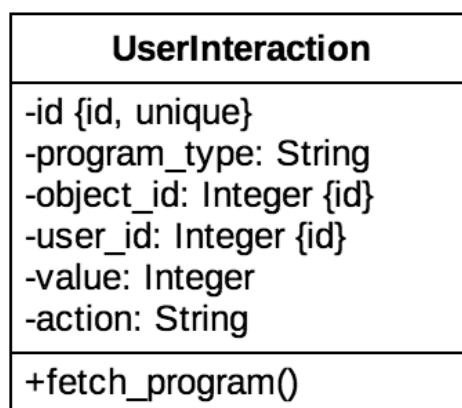 UserInteraction
-id {id, unique}
-program_type: String
-object_id: Integer {id}
-user_id: Integer {id}
-value: Integer
-action: String
+fetch_program()